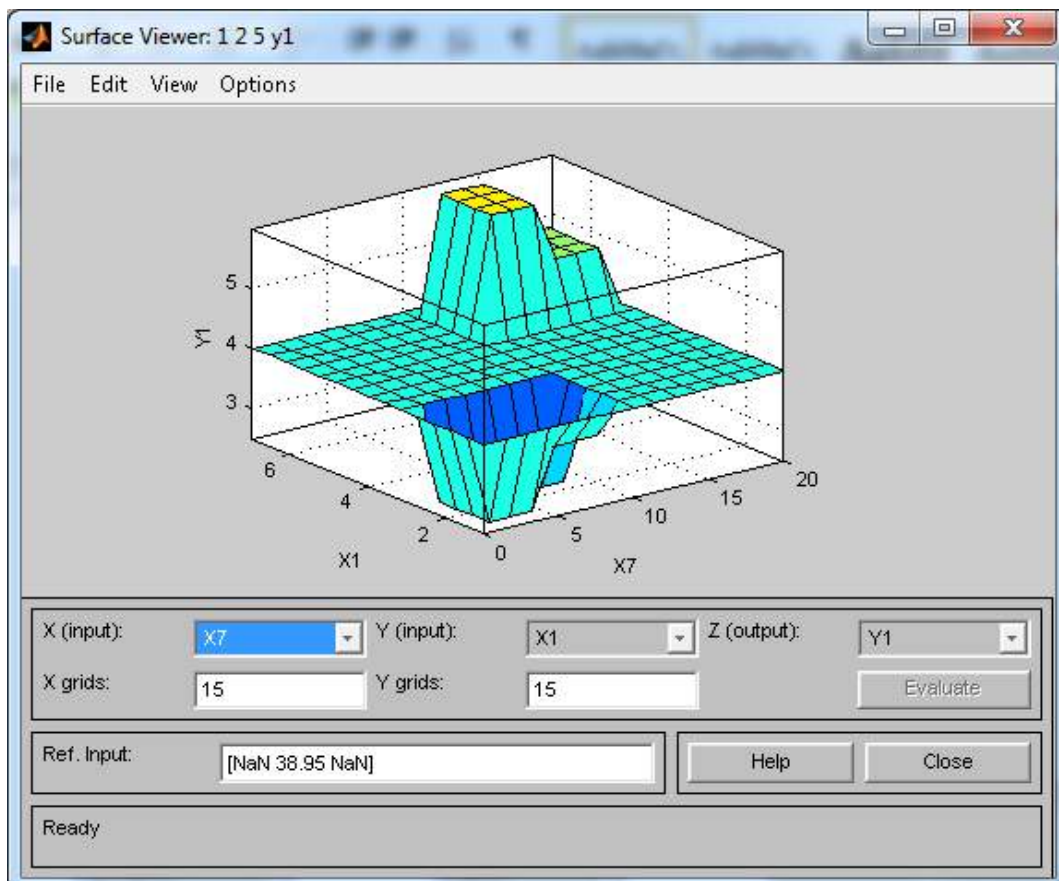 Surface Viewer: 1 2 5 y1
File Edit View Options
5
4
3
Y1
6
4
2
X1
0
5
10
15
20
X7
X (input): X7 Y (input): X1 Z (output): Y1
X grids: 15 Y grids: 15 Evaluate
Ref. Input: [NaN 38.95 NaN] Help Close
Ready